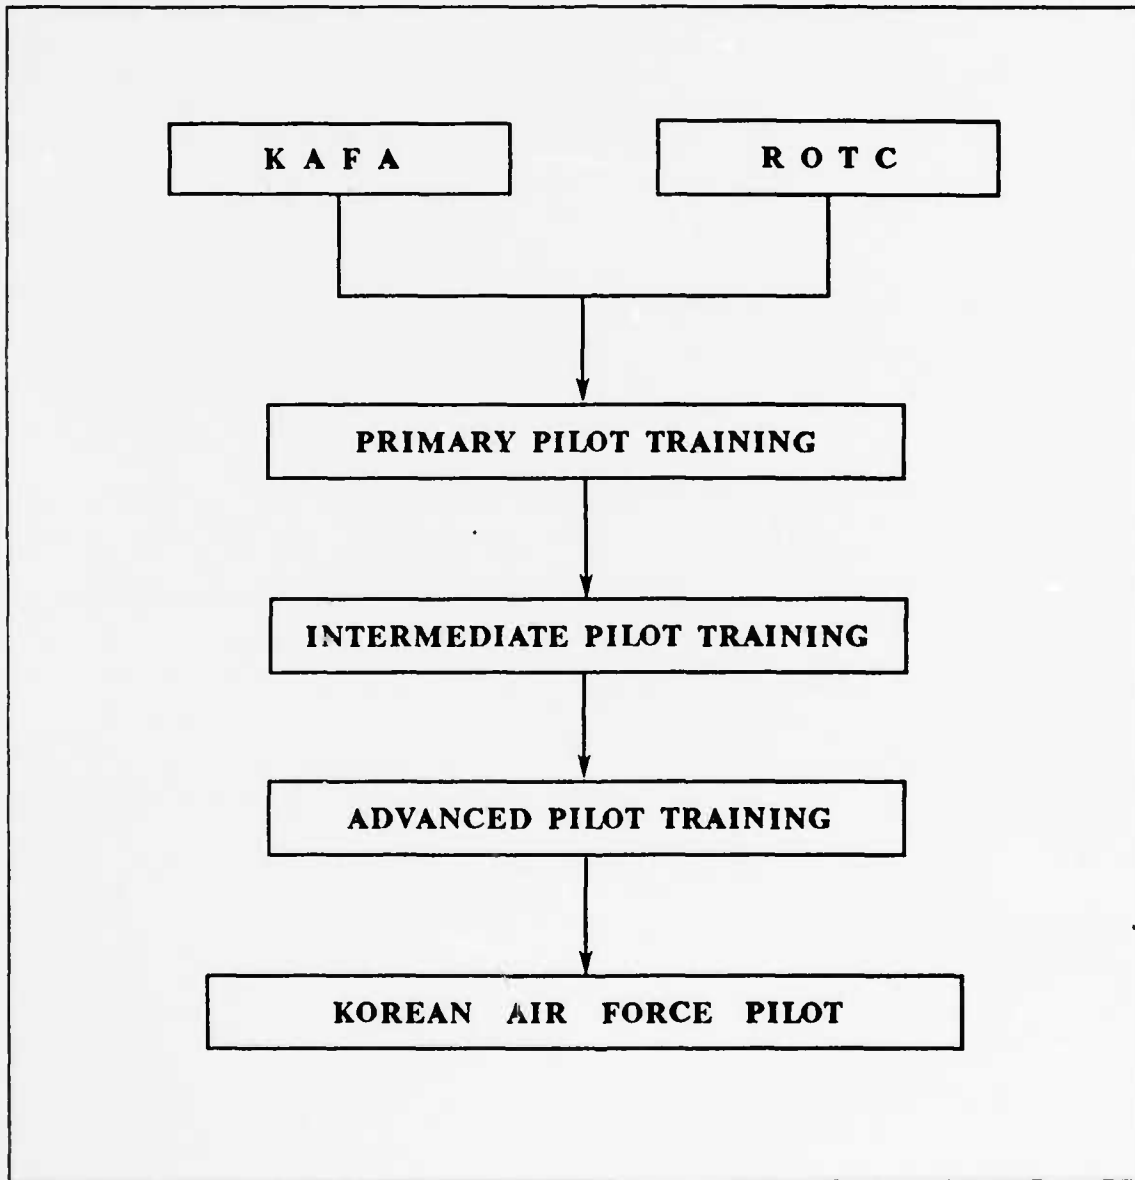 K A F A
R O T C
PRIMARY PILOT TRAINING
INTERMEDIATE PILOT TRAINING
ADVANCED PILOT TRAINING
KOREAN AIR FORCE PILOT